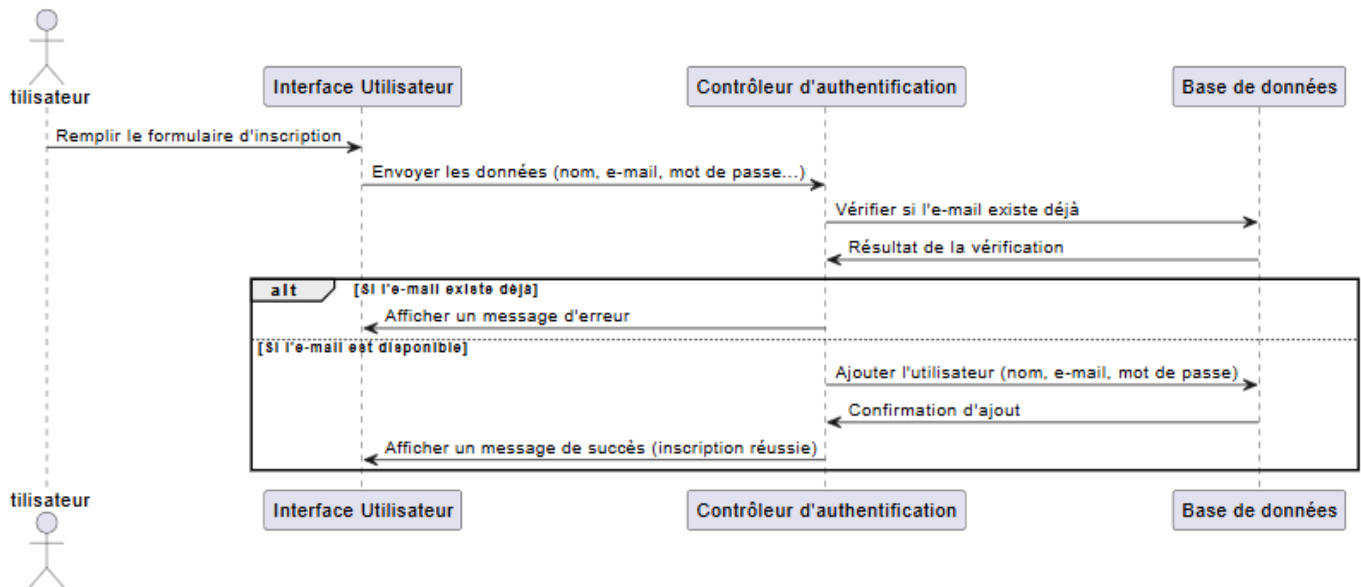 tilisateur
Interface Utilisateur
Contrôleur d'authentification
Base de données
Remplir le formulaire d'inscription
Envoyer les données (nom, e-mail, mot de passe...)
Vérifier si l'e-mail existe déjà
Résultat de la vérification
alt [Si l'e-mail existe déjà]
Afficher un message d'erreur
[Si l'e-mail est disponible]
Ajouter l'utilisateur (nom, e-mail, mot de passe)
Confirmation d'ajout
Afficher un message de succès (inscription réussie)
tilisateur
Interface Utilisateur
Contrôleur d'authentification
Base de données